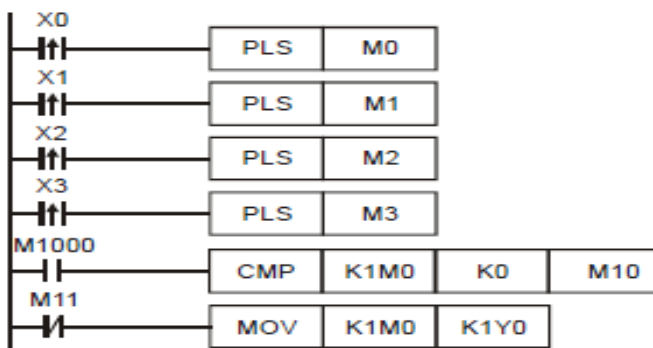 X0
PLS M0
X1
PLS M1
X2
PLS M2
X3
PLS M3
M1000
CMP K1M0 K0 M10
M11
MOV K1M0 K1Y0